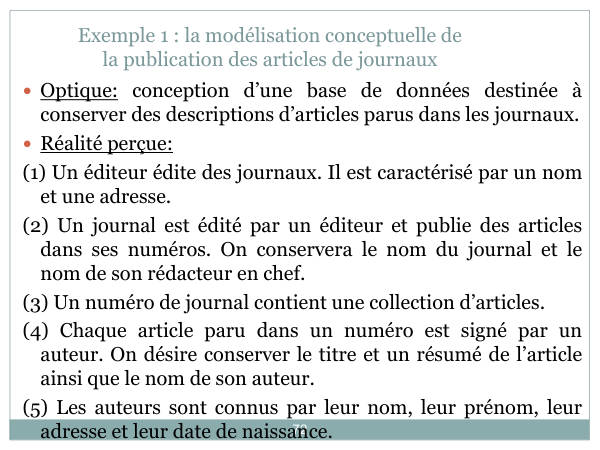 Exemple 1 : la modélisation conceptuelle de
la publication des articles de journaux
• Optique: conception d’une base de données destinée à
conserver des descriptions d’articles parus dans les journaux.
• Réalité perçue:
(1) Un éditeur édite des journaux. Il est caractérisé par un nom
et une adresse.
(2) Un journal est édité par un éditeur et publie des articles
dans ses numéros. On conservera le nom du journal et le
nom de son rédacteur en chef.
(3) Un numéro de journal contient une collection d’articles.
(4) Chaque article paru dans un numéro est signé par un
auteur. On désire conserver le titre et un résumé de l’article
ainsi que le nom de son auteur.
(5) Les auteurs sont connus par leur nom, leur prénom, leur
adresse et leur date de naissance.